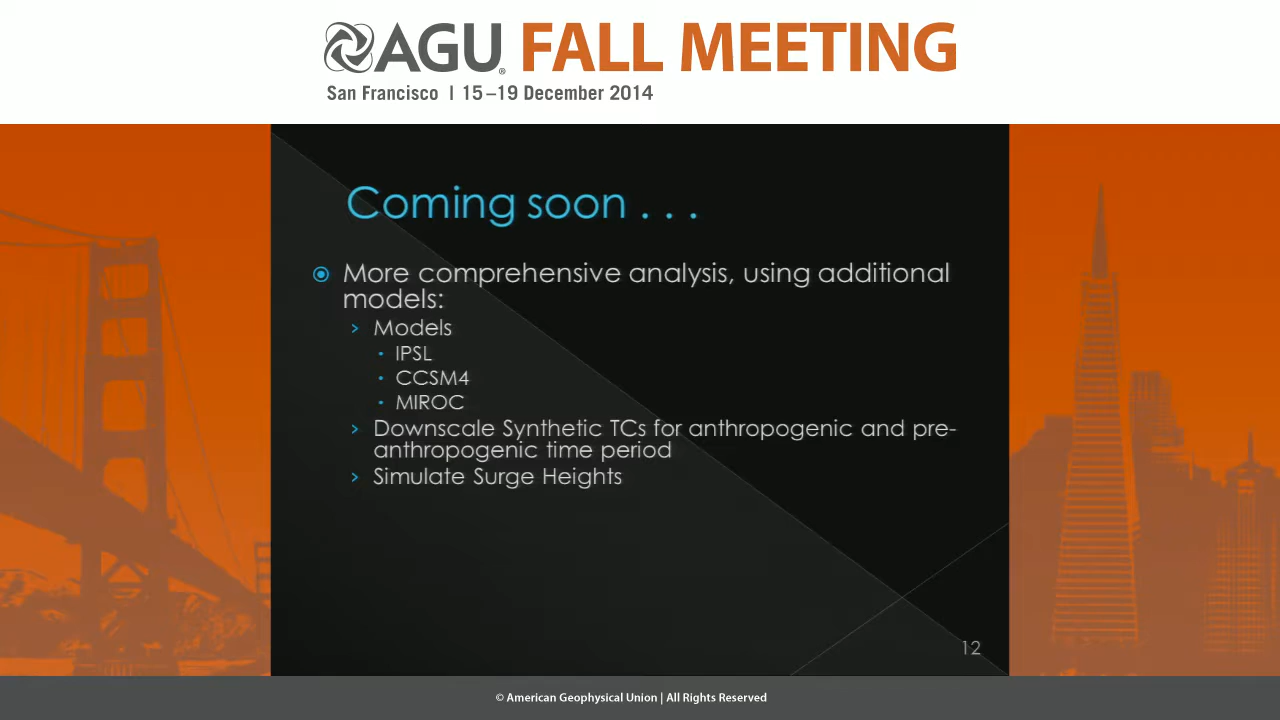 AGU FALL MEETING
San Francisco | 15–19 December 2014
Coming soon . . .
More comprehensive analysis, using additional
models:
Models
IPSL
CCSM4
MIROC
Downscale Synthetic TCs for anthropogenic and pre-
anthropogenic time period
Simulate Surge Heights
12
© American Geophysical Union | All Rights Reserved